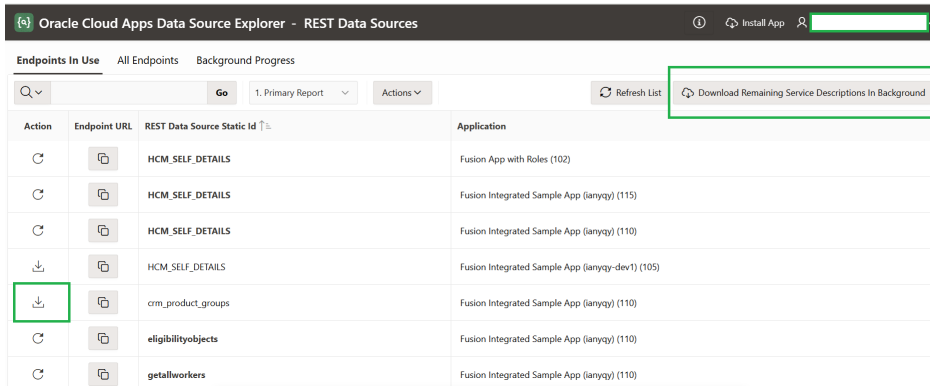 Oracle Cloud Apps Data Source Explorer - REST Data Sources Install App
Endpoints In Use All Endpoints Background Progress
Go 1. Primary Report Actions Refresh List Download Remaining Service Descriptions In Background
Action Endpoint URL REST Data Source Static Id Application
HCM_SELF_DETAILS Fusion App with Roles (102)
HCM_SELF_DETAILS Fusion Integrated Sample App (ianyqy) (115)
HCM_SELF_DETAILS Fusion Integrated Sample App (ianyqy) (110)
HCM_SELF_DETAILS Fusion Integrated Sample App (ianyqy-dev1) (105)
crm_product_groups Fusion Integrated Sample App (ianyqy) (110)
eligibilityobjects Fusion Integrated Sample App (ianyqy) (110)
getallworkers Fusion Integrated Sample App (ianyqy) (110)